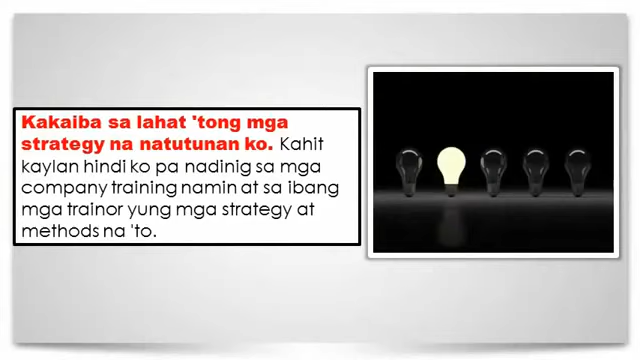 Kakaiba sa lahat 'tong mga
strategy na natutunan ko. Kahit
kaylan hindi ko pa nadinig sa mga
company training namin at sa ibang
mga trainor yung mga strategy at
methods na 'to.